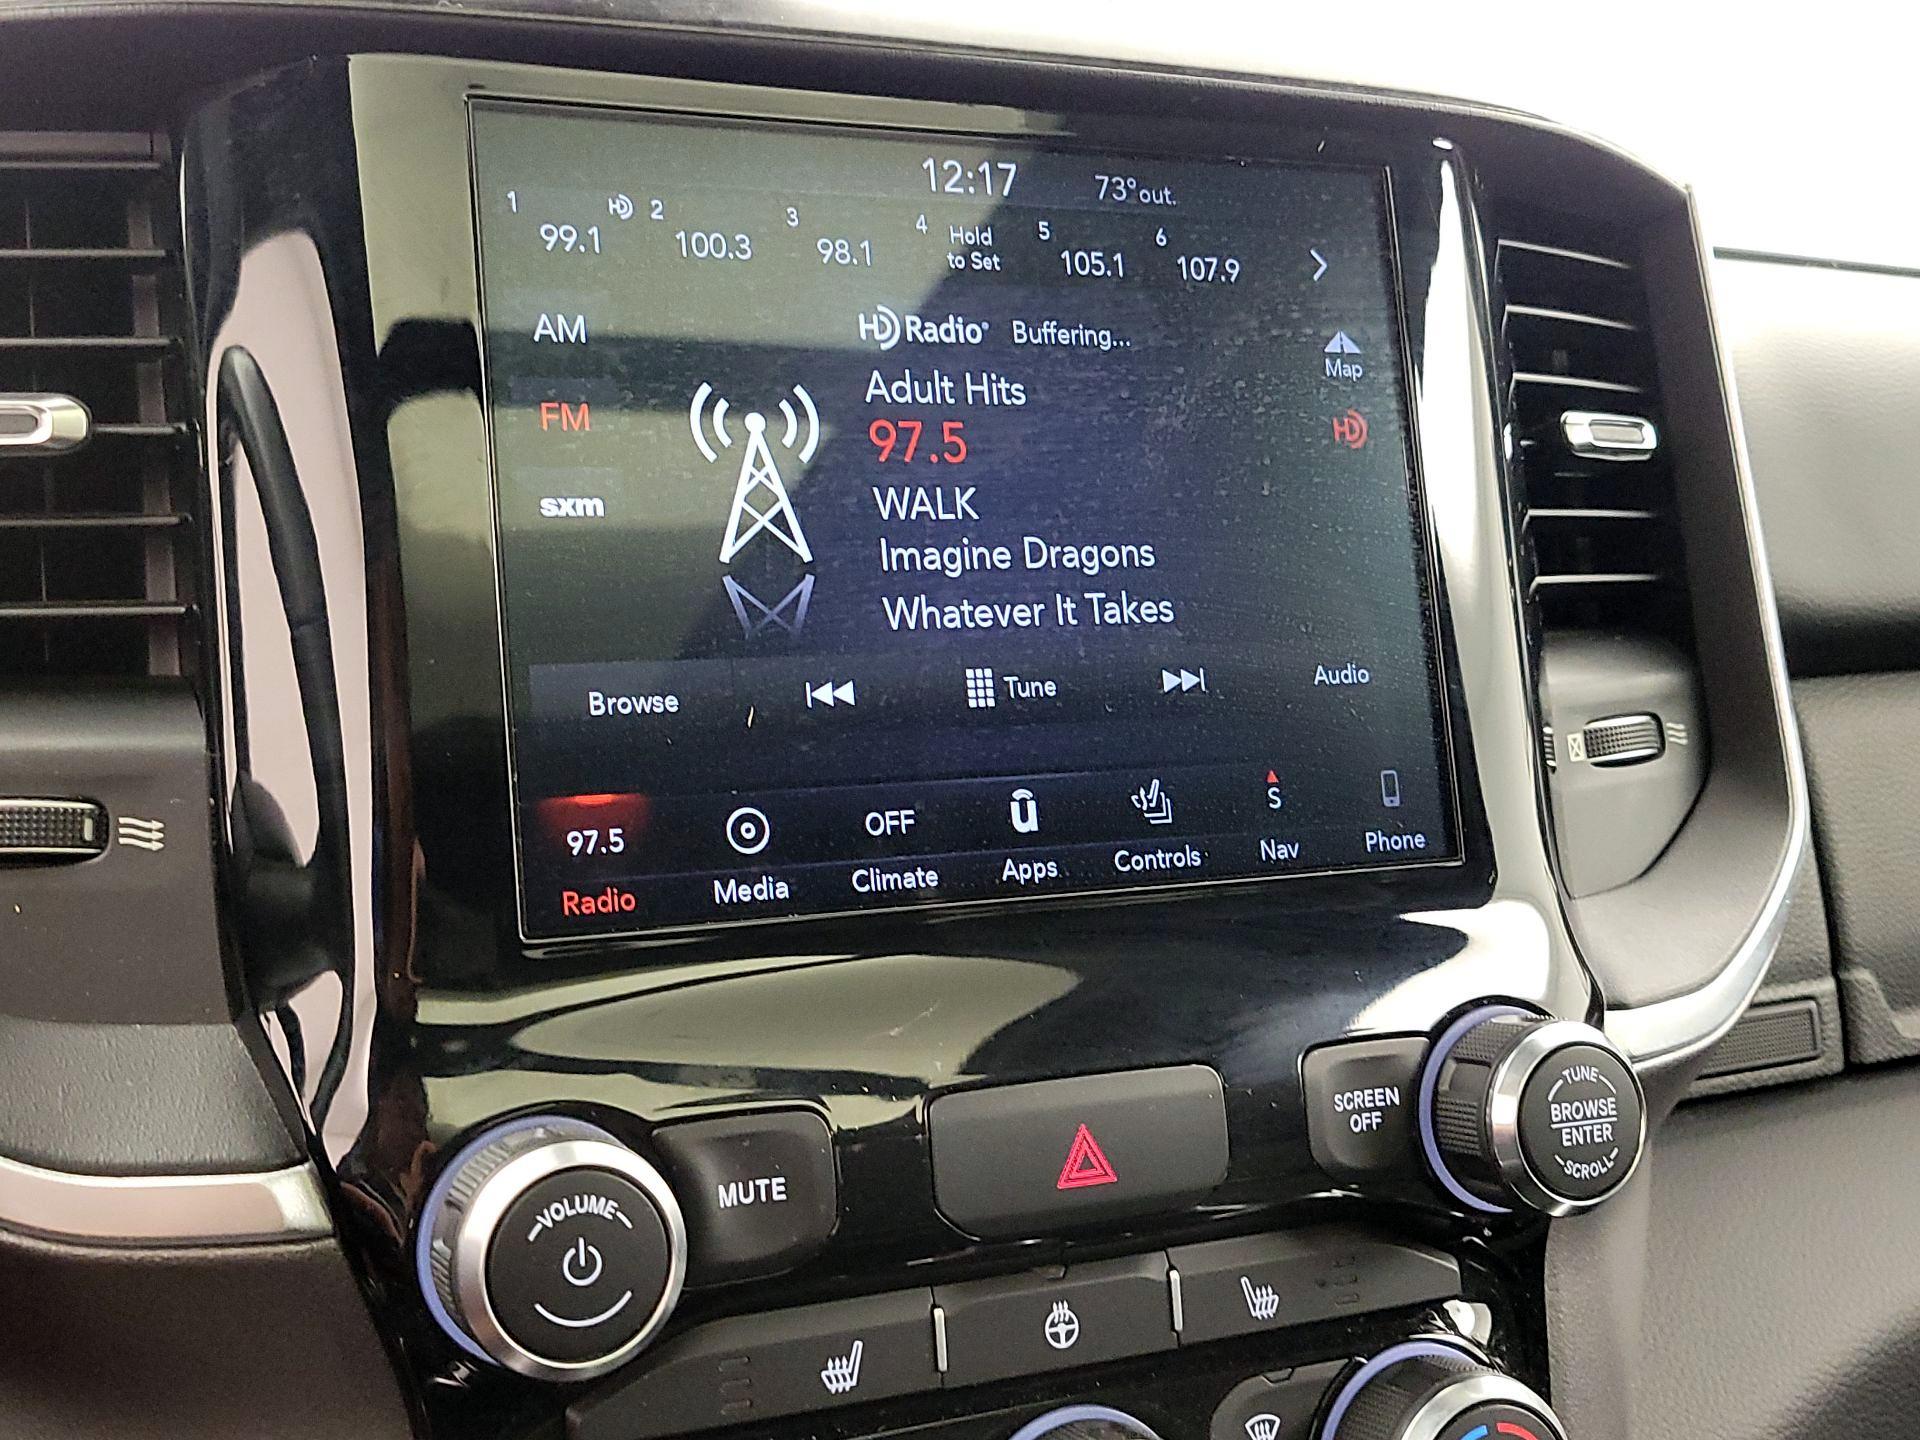 12:17 73°out.
1 99.1 HD 2 100.3 3 98.1 4 Hold to Set 5 105.1 6 107.9
AM
HD Radio® Buffering...
Map
Adult Hits
FM
97.5
HD
sxm
WALK
Imagine Dragons
Whatever It Takes
Browse
Tune
Audio
97.5
OFF
S
Radio
Media
Climate
Apps
Controls
Nav
Phone
VOLUME
MUTE
SCREEN
OFF
TUNE
BROWSE
ENTER
SCROLL